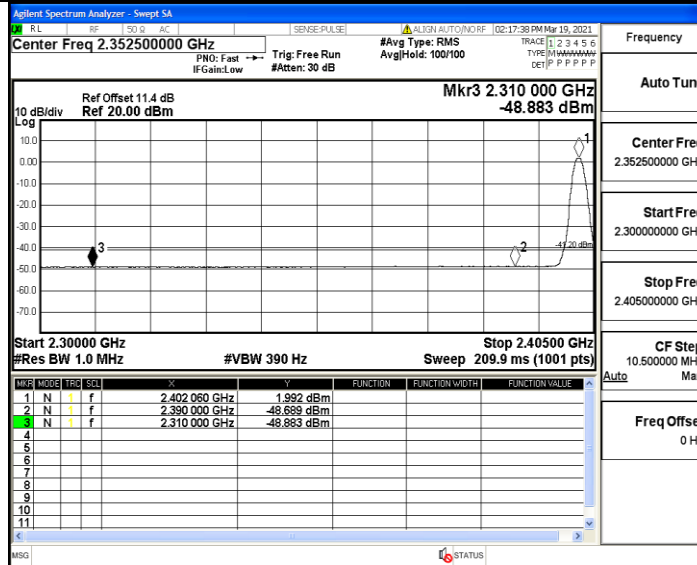 Agilent Spectrum Analyzer - Swept SA
RL RF 50 Ω AC SENSE:PULSE ALIGN AUTO/NO RF 02:17:38 PM Mar 19, 2021
Center Freq 2.352500000 GHz #Avg Type: RMS TRACE 1 2 3 4 5 6
PNO: Fast Trig: Free Run Avg|Hold: 100/100 TYPE M
IFGain:Low #Atten: 30 dB DET P P P P P P
Mkr3 2.310 000 GHz
Ref Offset 11.4 dB
10 dB/div Ref 20.00 dBm -48.883 dBm
Log
10.0
0.00
-10.0
-20.0
-30.0
-40.0
-50.0
-60.0
-70.0
1
2
3
-41.20 dBm
Start 2.30000 GHz Stop 2.40500 GHz
#Res BW 1.0 MHz #VBW 390 Hz Sweep 209.9 ms (1001 pts)
MKR MODE TRC SCL X Y FUNCTION FUNCTION WIDTH FUNCTION VALUE
1 N 1 f 2.402 060 GHz 1.992 dBm
2 N 1 f 2.390 000 GHz -48.689 dBm
3 N 1 f 2.310 000 GHz -48.883 dBm
4
5
6
7
8
9
10
11
MSG STATUS
Frequency
Auto Tun
Center Fre
2.352500000 GH
Start Fre
2.300000000 GH
Stop Fre
2.405000000 GH
CF Step
10.500000 MH
Auto Ma
Freq Offse
0 H